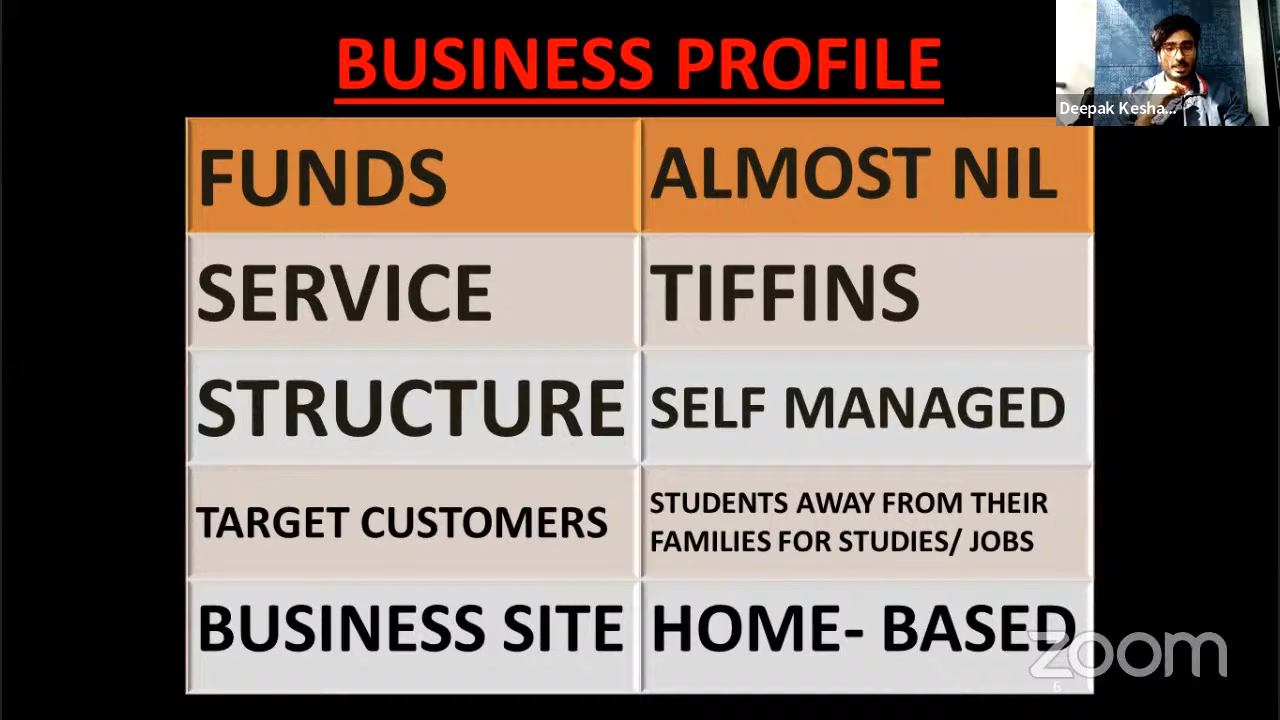 BUSINESS PROFILE
Deepak Kesha...
FUNDS
ALMOST NIL
SERVICE
TIFFINS
STRUCTURE
SELF MANAGED
TARGET CUSTOMERS
STUDENTS AWAY FROM THEIR
FAMILIES FOR STUDIES/ JOBS
BUSINESS SITE
HOME- BASED
zoom
6